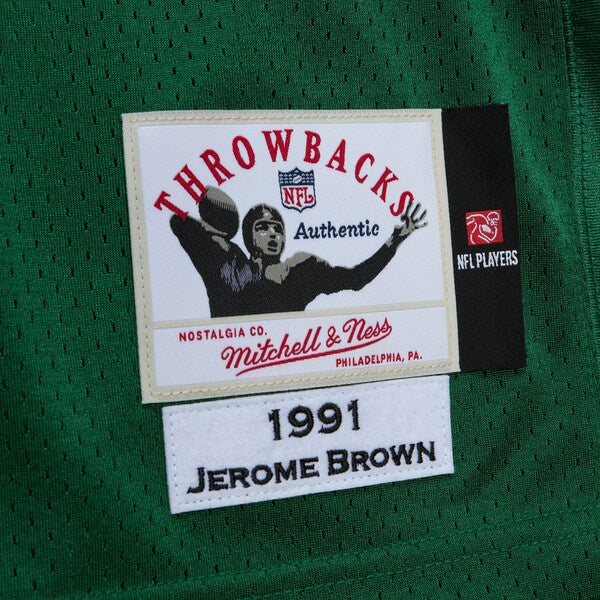 THROWBACKS
NFL
Authentic
NFL PLAYERS
NOSTALGIA CO.
Mitchell & Ness
PHILADELPHIA, PA.
1991
JEROME BROWN